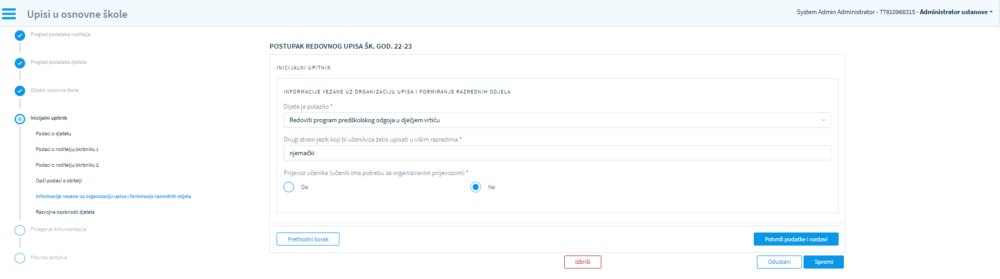 Upisi u osnovne škole
System Admin Administrator - 77810966315 - Administrator ustanove
Pregled podataka roditelja
Pregled podataka djeteta
Odabir osnovne škole
Inicijalni upitnik
Podaci o djetetu
Podaci o roditelju/skrbniku 1
Podaci o roditelju/skrbniku 2
Opći podaci o obitelji
Informacije vezane uz organizaciju upisa i formiranje razrednih odjela
Razvojne osobnosti djeteta
Prilaganje dokumentacije
Potvrda zahtjeva
POSTUPAK REDOVNOG UPISA ŠK. GOD. 22-23
INICIJALNI UPITNIK
INFORMACIJE VEZANE UZ ORGANIZACIJU UPISA I FORMIRANJE RAZREDNIH ODJELA
Dijete je polazilo *
Redoviti program predškolskog odgoja u dječjem vrtiću
Drugi strani jezik koji bi učenik/ca želio upisati u višim razredima *
njemački
Prijevoz učenika (učenik ima potrebu za organiziranim prijevozom) *
Da
Ne
Prethodni korak
Potvrdi podatke i nastavi
Izbriši
Odustani
Spremi